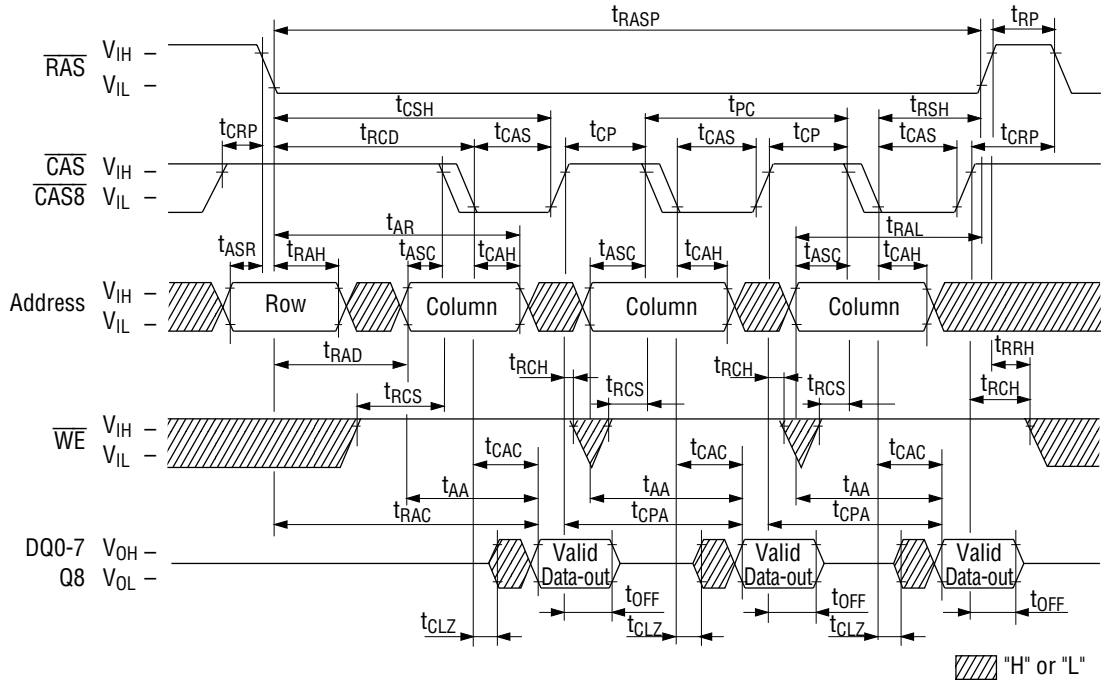 tRASP tRP
RAS VIH –
VIL –
tCSH tPC tRSH
tCRP tRCD tCAS tCP tCAS tCP tCAS tCRP
CAS VIH –
CAS8 VIL –
tAR tRAL
tASR tRAH tASC tCAH tASC tCAH tASC tCAH
Address VIH –
VIL –
Row Column Column Column
tRAD tRCH tRCH tRRH
tRCS tRCS tRCS tRCH
WE VIH –
VIL –
tCAC tCAC tCAC
tAA tAA tAA
tRAC tCPA tCPA
DQ0-7 VOH –
Q8 VOL –
Valid Data-out Valid Data-out Valid Data-out
tOFF tOFF tOFF
tCLZ tCLZ tCLZ
"H" or "L"